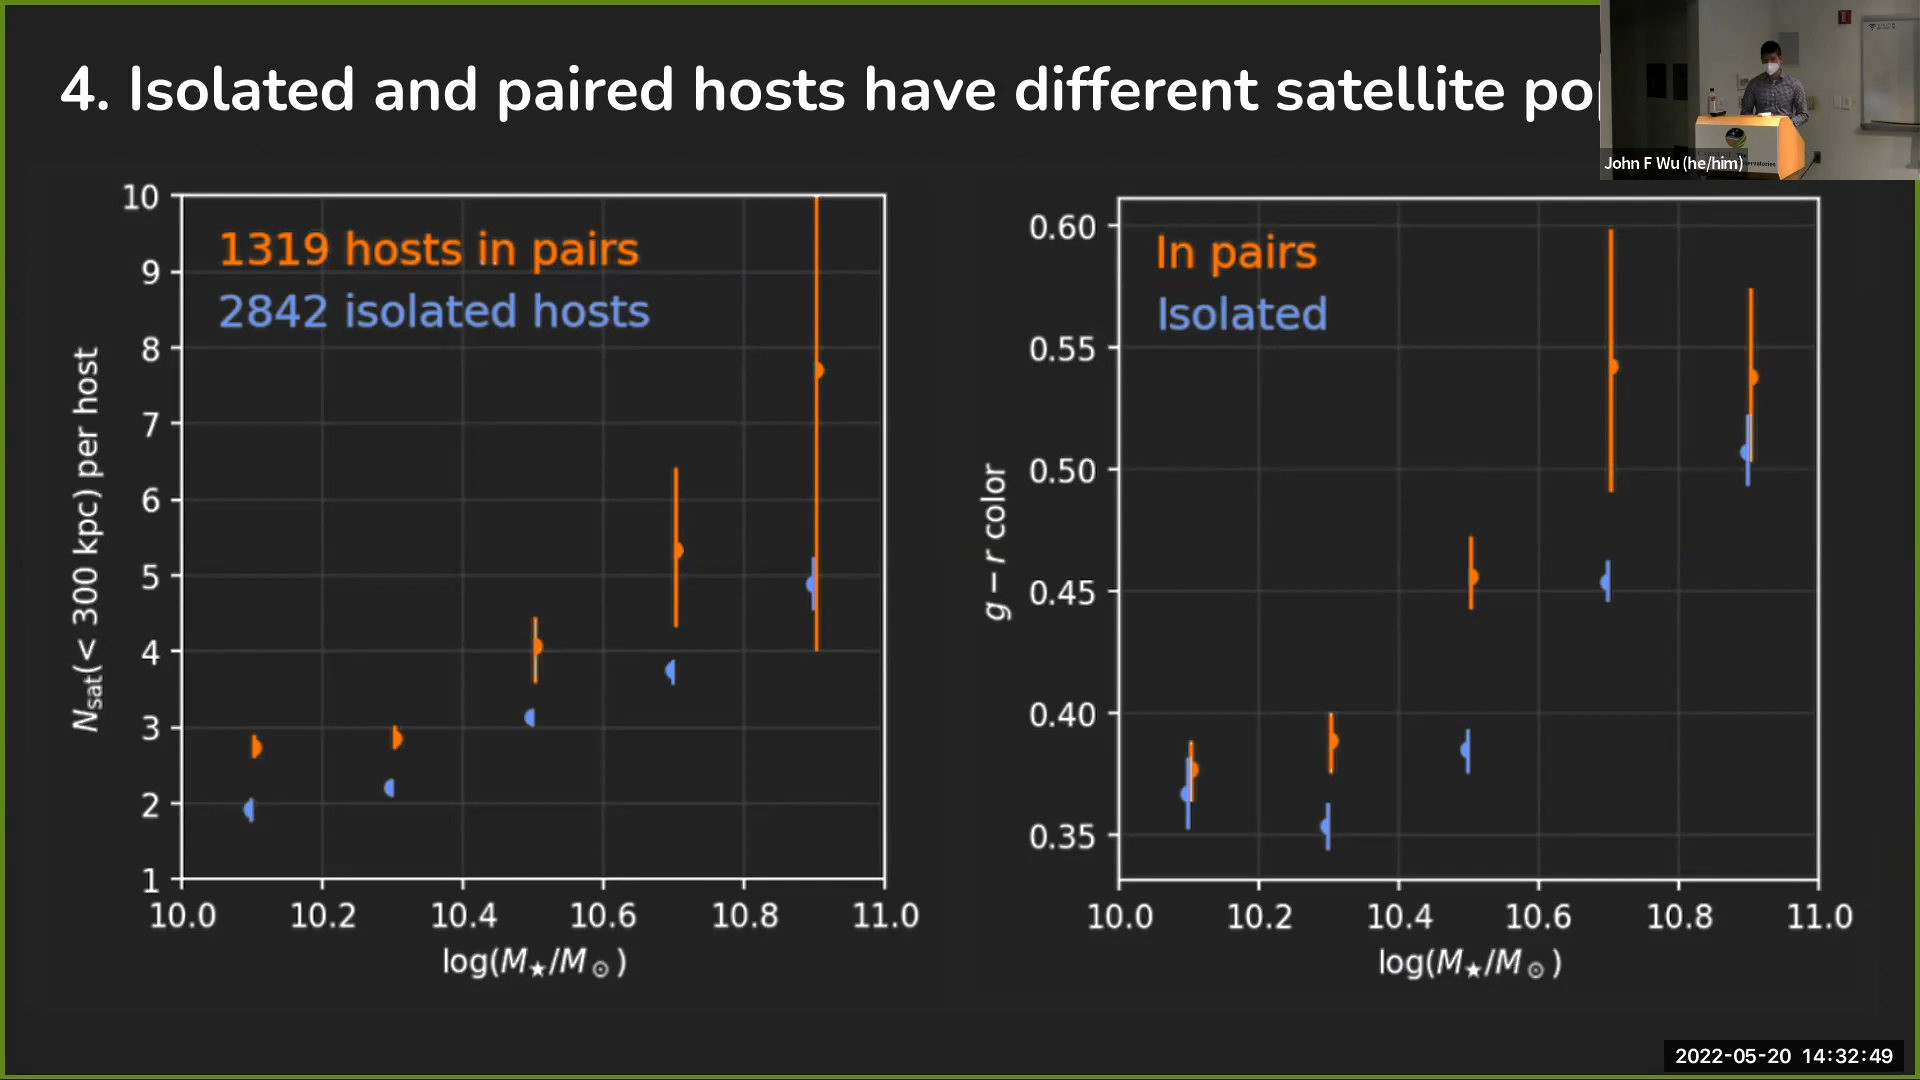 4. Isolated and paired hosts have different satellite
John F Wu (he/him)
1319 hosts in pairs
2842 isolated hosts
N_sat(< 300 kpc) per host
10
9
8
7
6
5
4
3
2
1
10.0 10.2 10.4 10.6 10.8 11.0
log(M★/M⊙)
In pairs
Isolated
g − r color
0.60
0.55
0.50
0.45
0.40
0.35
10.0 10.2 10.4 10.6 10.8 11.0
log(M★/M⊙)
2022-05-20 14:32:49